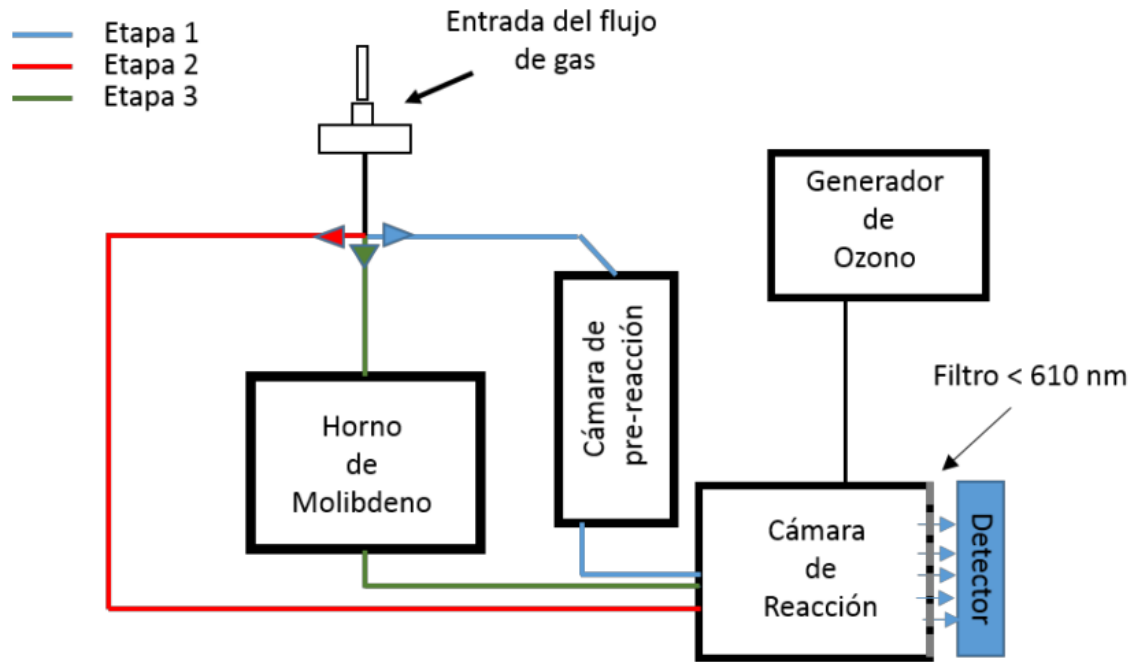 Etapa 1
Etapa 2
Etapa 3
Entrada del flujo
de gas
Generador
de
Ozono
Cámara de
pre-reacción
Filtro < 610 nm
Horno
de
Molibdeno
Cámara
de
Reacción
Detector